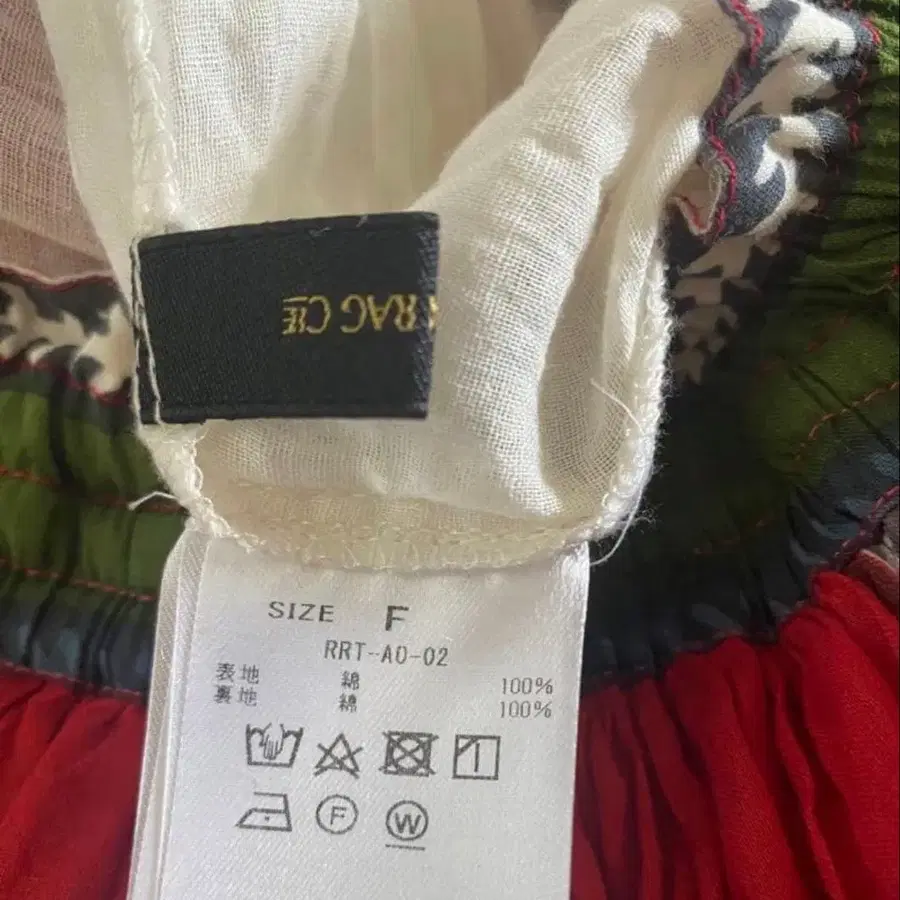 RAG CIE
SIZE F
RRT-A0-02
表地 綿 100%
裏地 綿 100%
F
W